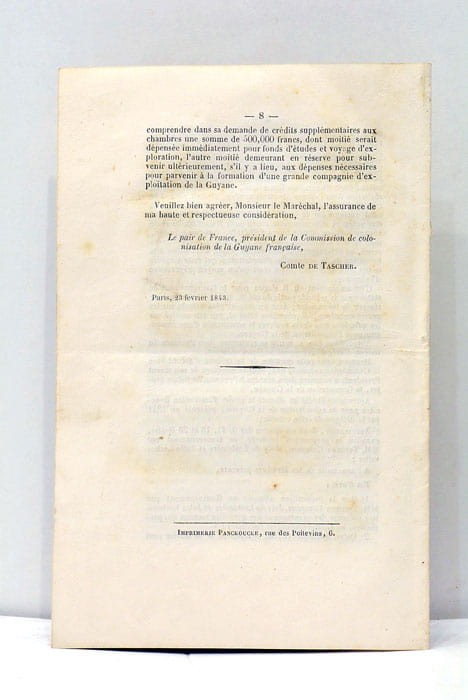 — 8 —
comprendre dans sa demande de crédits supplémentaires aux
chambres une somme de 500,000 francs, dont moitié serait
dépensée immédiatement pour fonds d'études et voyage d'ex-
ploration, l'autre moitié demeurant en réserve pour sub-
venir ultérieurement, s'il y a lieu, aux dépenses nécessaires
pour parvenir à la formation d'une grande compagnie d'ex-
ploitation de la Guyane.
Veuillez bien agréer, Monsieur le Maréchal, l'assurance de
ma haute et respectueuse considération,
Le pair de France, président de la Commission de colo-
nisation de la Guyane française,
Comte DE TASCHER.
Paris, 23 février 1843.
IMPRIMERIE PANCKOUCKE, rue des Poitevins, 6.